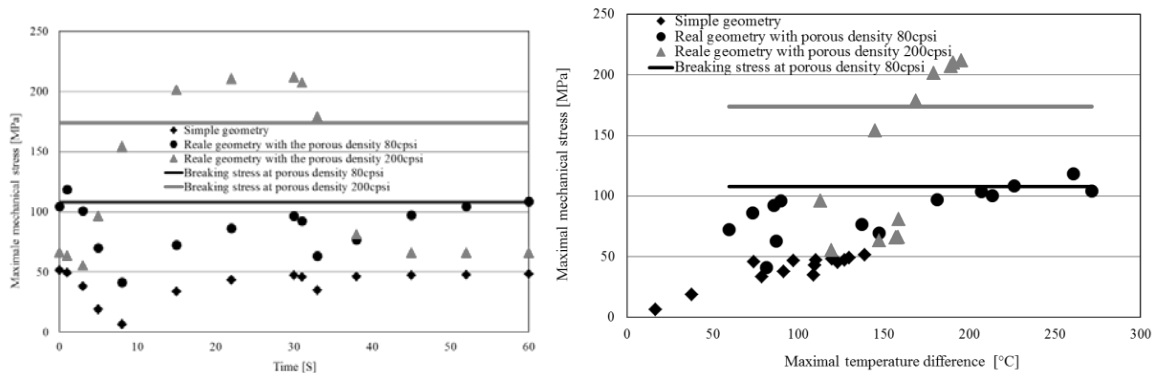 250
200
150
100
50
0
Maximale mechanical stress [MPa]
Simple geometry
Reale geometry with the porous density 80cpsi
Reale geometry with porous density 200cpsi
Breaking stress at porous density 80cpsi
Breaking stress at porous density 200cpsi
0 10 20 30 40 50 60
Time [S]
250
200
150
100
50
0
Maximal mechanical stress [MPa]
Simple geometry
Real geometry with porous density 80cpsi
Reale geometry with porous density 200cpsi
Breaking stress at porous density 80cpsi
0 50 100 150 200 250 300
Maximal temperature difference [°C]